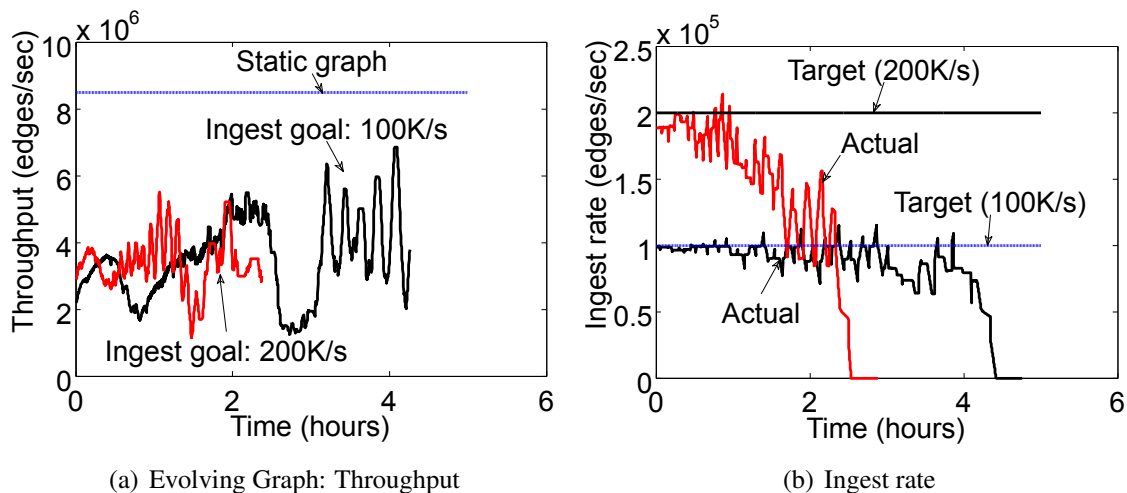 x 10^6
10
8
6
4
2
0
Throughput (edges/sec)
Static graph
Ingest goal: 100K/s
Ingest goal: 200K/s
0 2 4 6
Time (hours)
(a) Evolving Graph: Throughput
x 10^5
2.5
2
1.5
1
0.5
0
Ingest rate (edges/sec)
Target (200K/s)
Actual
Target (100K/s)
Actual
0 2 4 6
Time (hours)
(b) Ingest rate